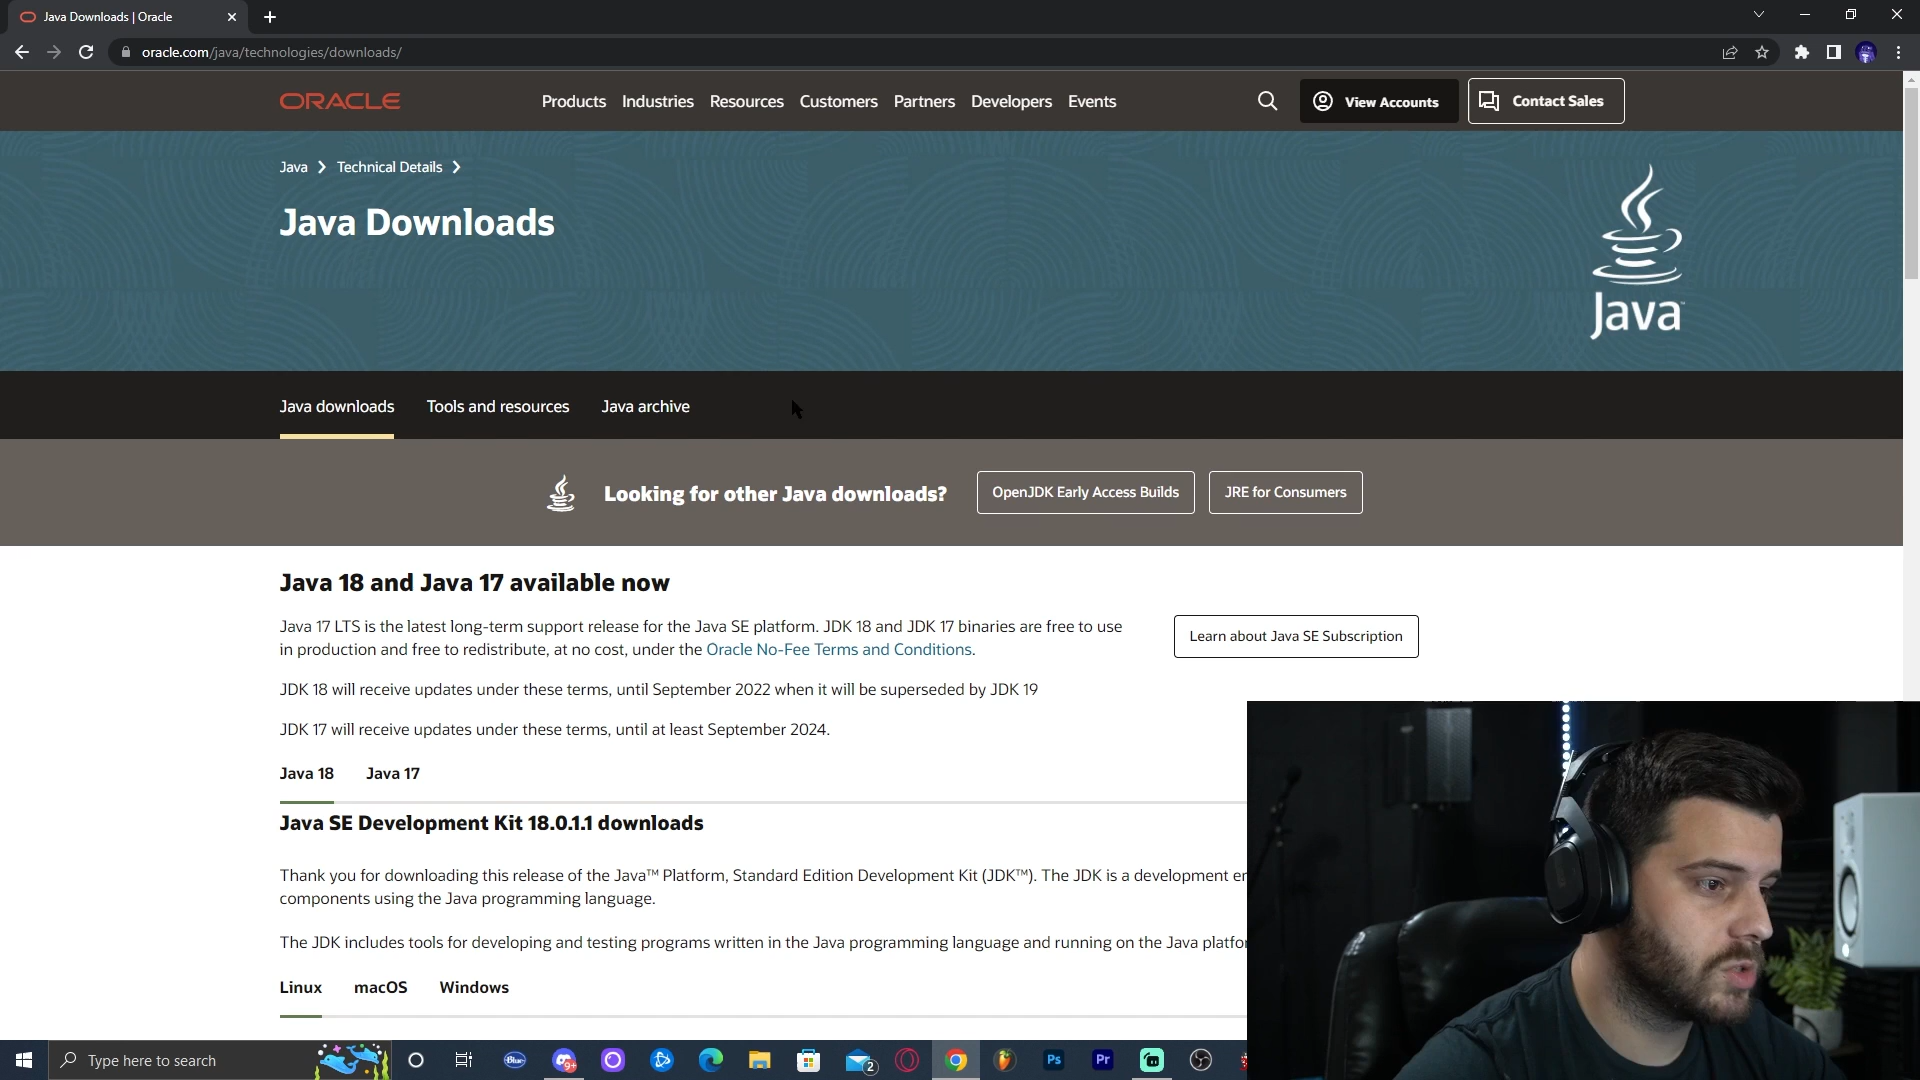 Java Downloads | Oracle
oracle.com/java/technologies/downloads/
ORACLE
Products Industries Resources Customers Partners Developers Events
View Accounts
Contact Sales
Java Technical Details
Java Downloads
Java™
Java downloads Tools and resources Java archive
Looking for other Java downloads?
OpenJDK Early Access Builds
JRE for Consumers
Java 18 and Java 17 available now
Java 17 LTS is the latest long-term support release for the Java SE platform. JDK 18 and JDK 17 binaries are free to use
in production and free to redistribute, at no cost, under the Oracle No-Fee Terms and Conditions.
Learn about Java SE Subscription
JDK 18 will receive updates under these terms, until September 2022 when it will be superseded by JDK 19
JDK 17 will receive updates under these terms, until at least September 2024.
Java 18 Java 17
Java SE Development Kit 18.0.1.1 downloads
Thank you for downloading this release of the Java™ Platform, Standard Edition Development Kit (JDK™). The JDK is a development
components using the Java programming language.
The JDK includes tools for developing and testing programs written in the Java programming language and running on the Java
Linux macOS Windows
Type here to search
Blue
9+
2
Ps
Pr